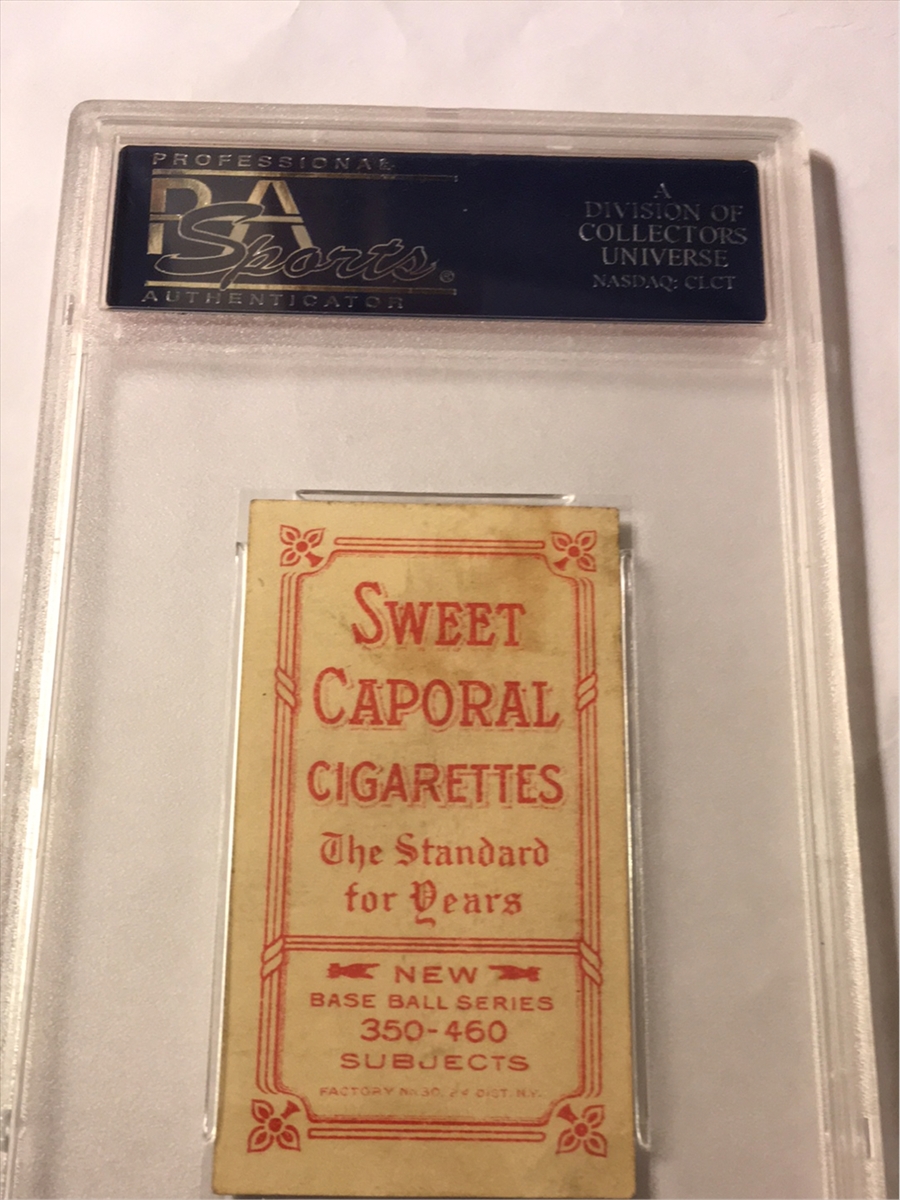 PROFESSIONAL
PSA
Sports®
AUTHENTICATOR
A
DIVISION OF
COLLECTORS
UNIVERSE
NASDAQ: CLCT
SWEET
CAPORAL
CIGARETTES
The Standard
for Years
NEW
BASE BALL SERIES
350-460
SUBJECTS
FACTORY No 30, 2d DIST. N.Y.